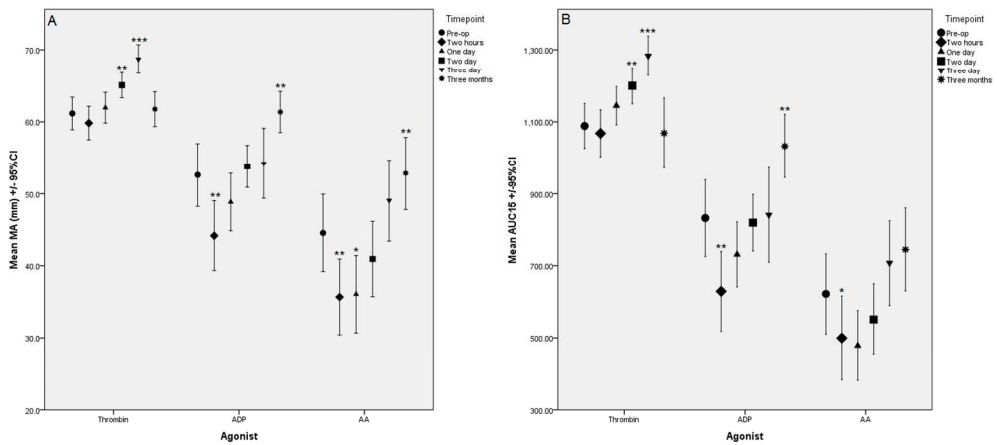 A
Timepoint
Pre-op
Two hours
One day
Two day
Three day
Three months
Mean MA (mm) +/- 95%CI
70.0
60.0
50.0
40.0
30.0
20.0
***
**
**
**
**
**
*
Thrombin
ADP
AA
Agonist
B
Timepoint
Pre-op
Two hours
One day
Two day
Three day
Three months
Mean AUC15 +/-95%CI
1,300.00
1,100.00
900.00
700.00
500.00
300.00
***
**
**
**
*
Thrombin
ADP
AA
Agonist